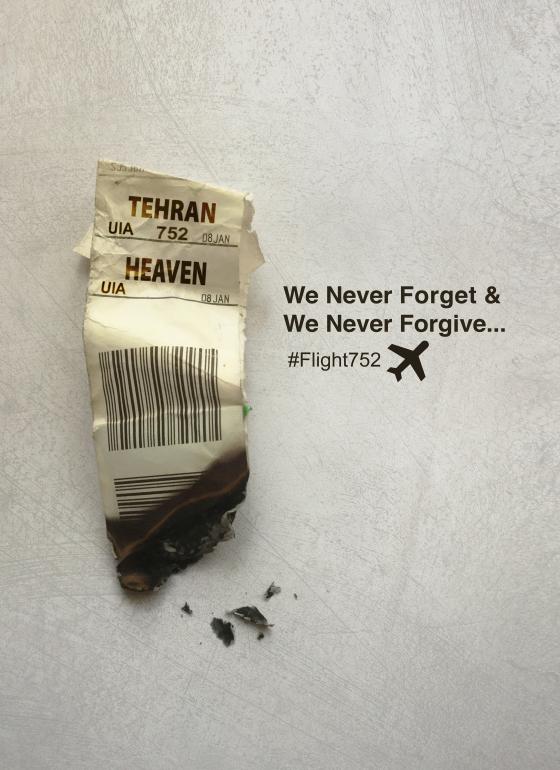 TEHRAN
UIA 752 08JAN
HEAVEN
UIA 08JAN
We Never Forget &
We Never Forgive...
#Flight752